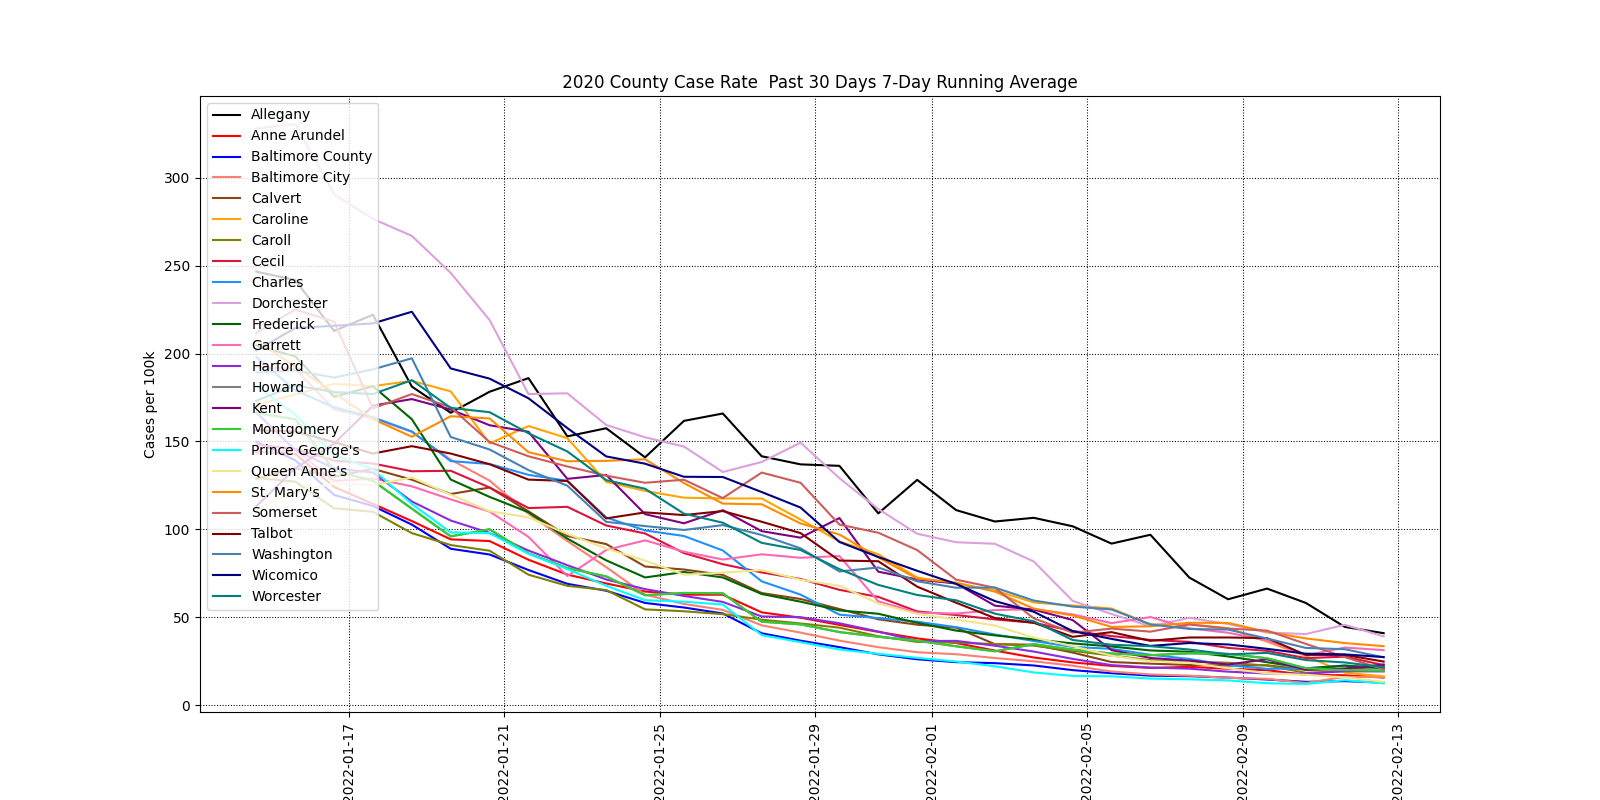 2020 County Case Rate  Past 30 Days 7-Day Running Average
Cases per 100k
300
250
200
150
100
50
0
Allegany
Anne Arundel
Baltimore County
Baltimore City
Calvert
Caroline
Caroll
Cecil
Charles
Dorchester
Frederick
Garrett
Harford
Howard
Kent
Montgomery
Prince George's
Queen Anne's
St. Mary's
Somerset
Talbot
Washington
Wicomico
Worcester
2022-01-17
2022-01-21
2022-01-25
2022-01-29
2022-02-01
2022-02-05
2022-02-09
2022-02-13